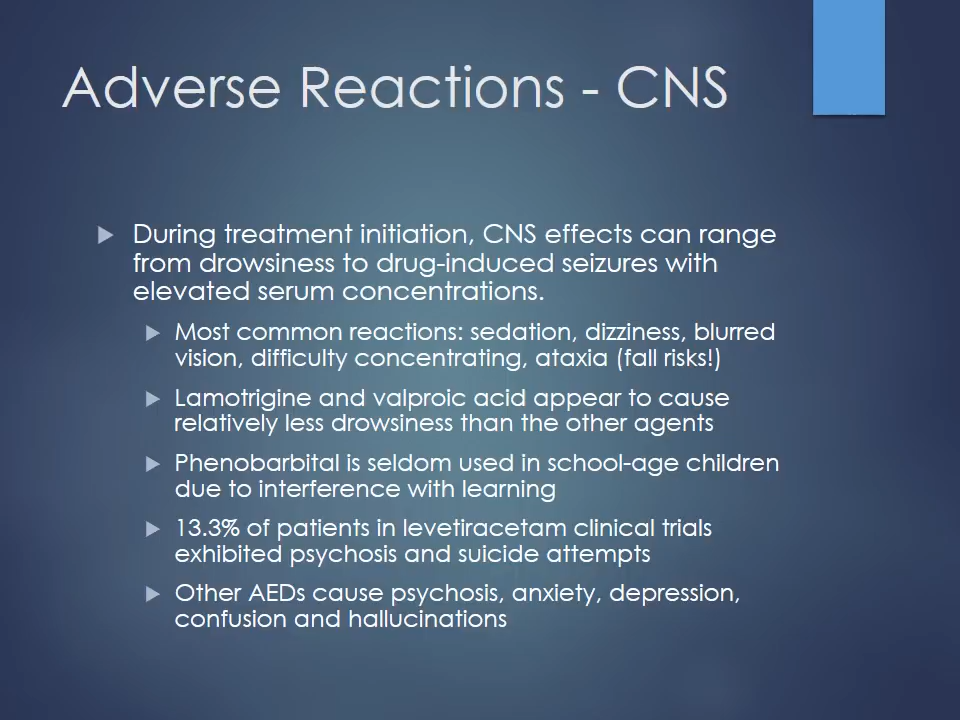 Adverse Reactions - CNS
During treatment initiation, CNS effects can range
from drowsiness to drug-induced seizures with
elevated serum concentrations.
Most common reactions: sedation, dizziness, blurred
vision, difficulty concentrating, ataxia (fall risks!)
Lamotrigine and valproic acid appear to cause
relatively less drowsiness than the other agents
Phenobarbital is seldom used in school-age children
due to interference with learning
13.3% of patients in levetiracetam clinical trials
exhibited psychosis and suicide attempts
Other AEDs cause psychosis, anxiety, depression,
confusion and hallucinations